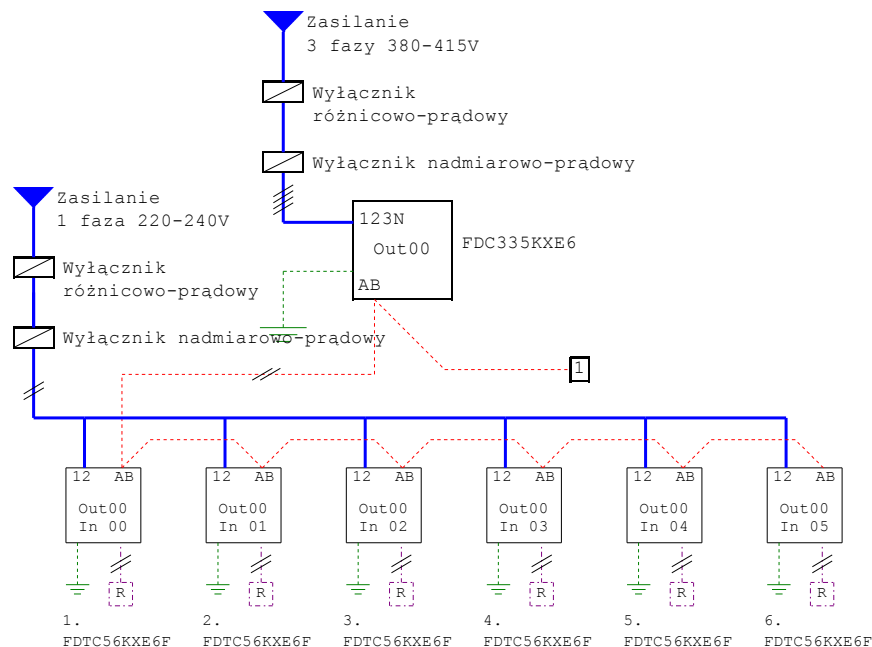 Zasilanie
3 fazy 380-415V
Wyłącznik
różnicowo-prądowy
Wyłącznik nadmiarowo-prądowy
Zasilanie
1 faza 220-240V
Wyłącznik
różnicowo-prądowy
Wyłącznik nadmiarowo-prądowy
123N
Out00
AB
FDC335KXE6
1
12 AB
Out00
In 00
R
1.
FDTC56KXE6F
12 AB
Out00
In 01
R
2.
FDTC56KXE6F
12 AB
Out00
In 02
R
3.
FDTC56KXE6F
12 AB
Out00
In 03
R
4.
FDTC56KXE6F
12 AB
Out00
In 04
R
5.
FDTC56KXE6F
12 AB
Out00
In 05
R
6.
FDTC56KXE6F